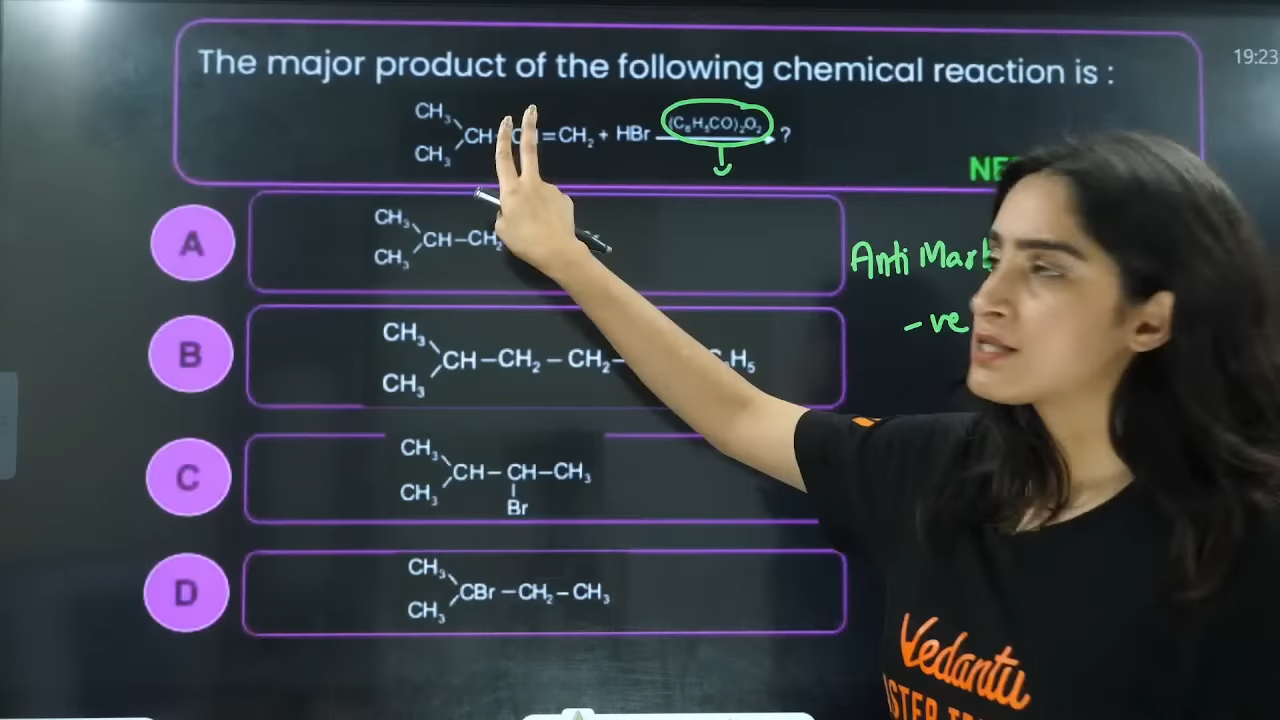 The major product of the following chemical reaction is :
19:23
CH₃
CH
=CH₂ + HBr
(C₆H₅CO)₂O₂
?
CH₃
A
CH₃
CH–CH₂
CH₃
Anti
-ve
B
CH₃
CH–CH₂–CH₂–
H₅
CH₃
C
CH₃
CH–CH–CH₃
CH₃
Br
D
CH₃
CBr–CH₂–CH₃
CH₃
Vedantu